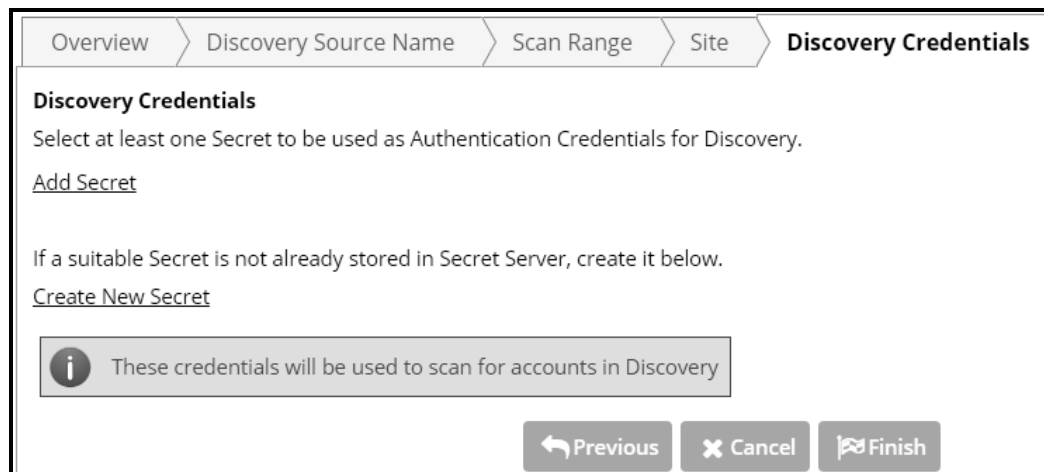 Overview Discovery Source Name Scan Range Site Discovery Credentials
Discovery Credentials
Select at least one Secret to be used as Authentication Credentials for Discovery.
Add Secret
If a suitable Secret is not already stored in Secret Server, create it below.
Create New Secret
These credentials will be used to scan for accounts in Discovery
Previous Cancel Finish